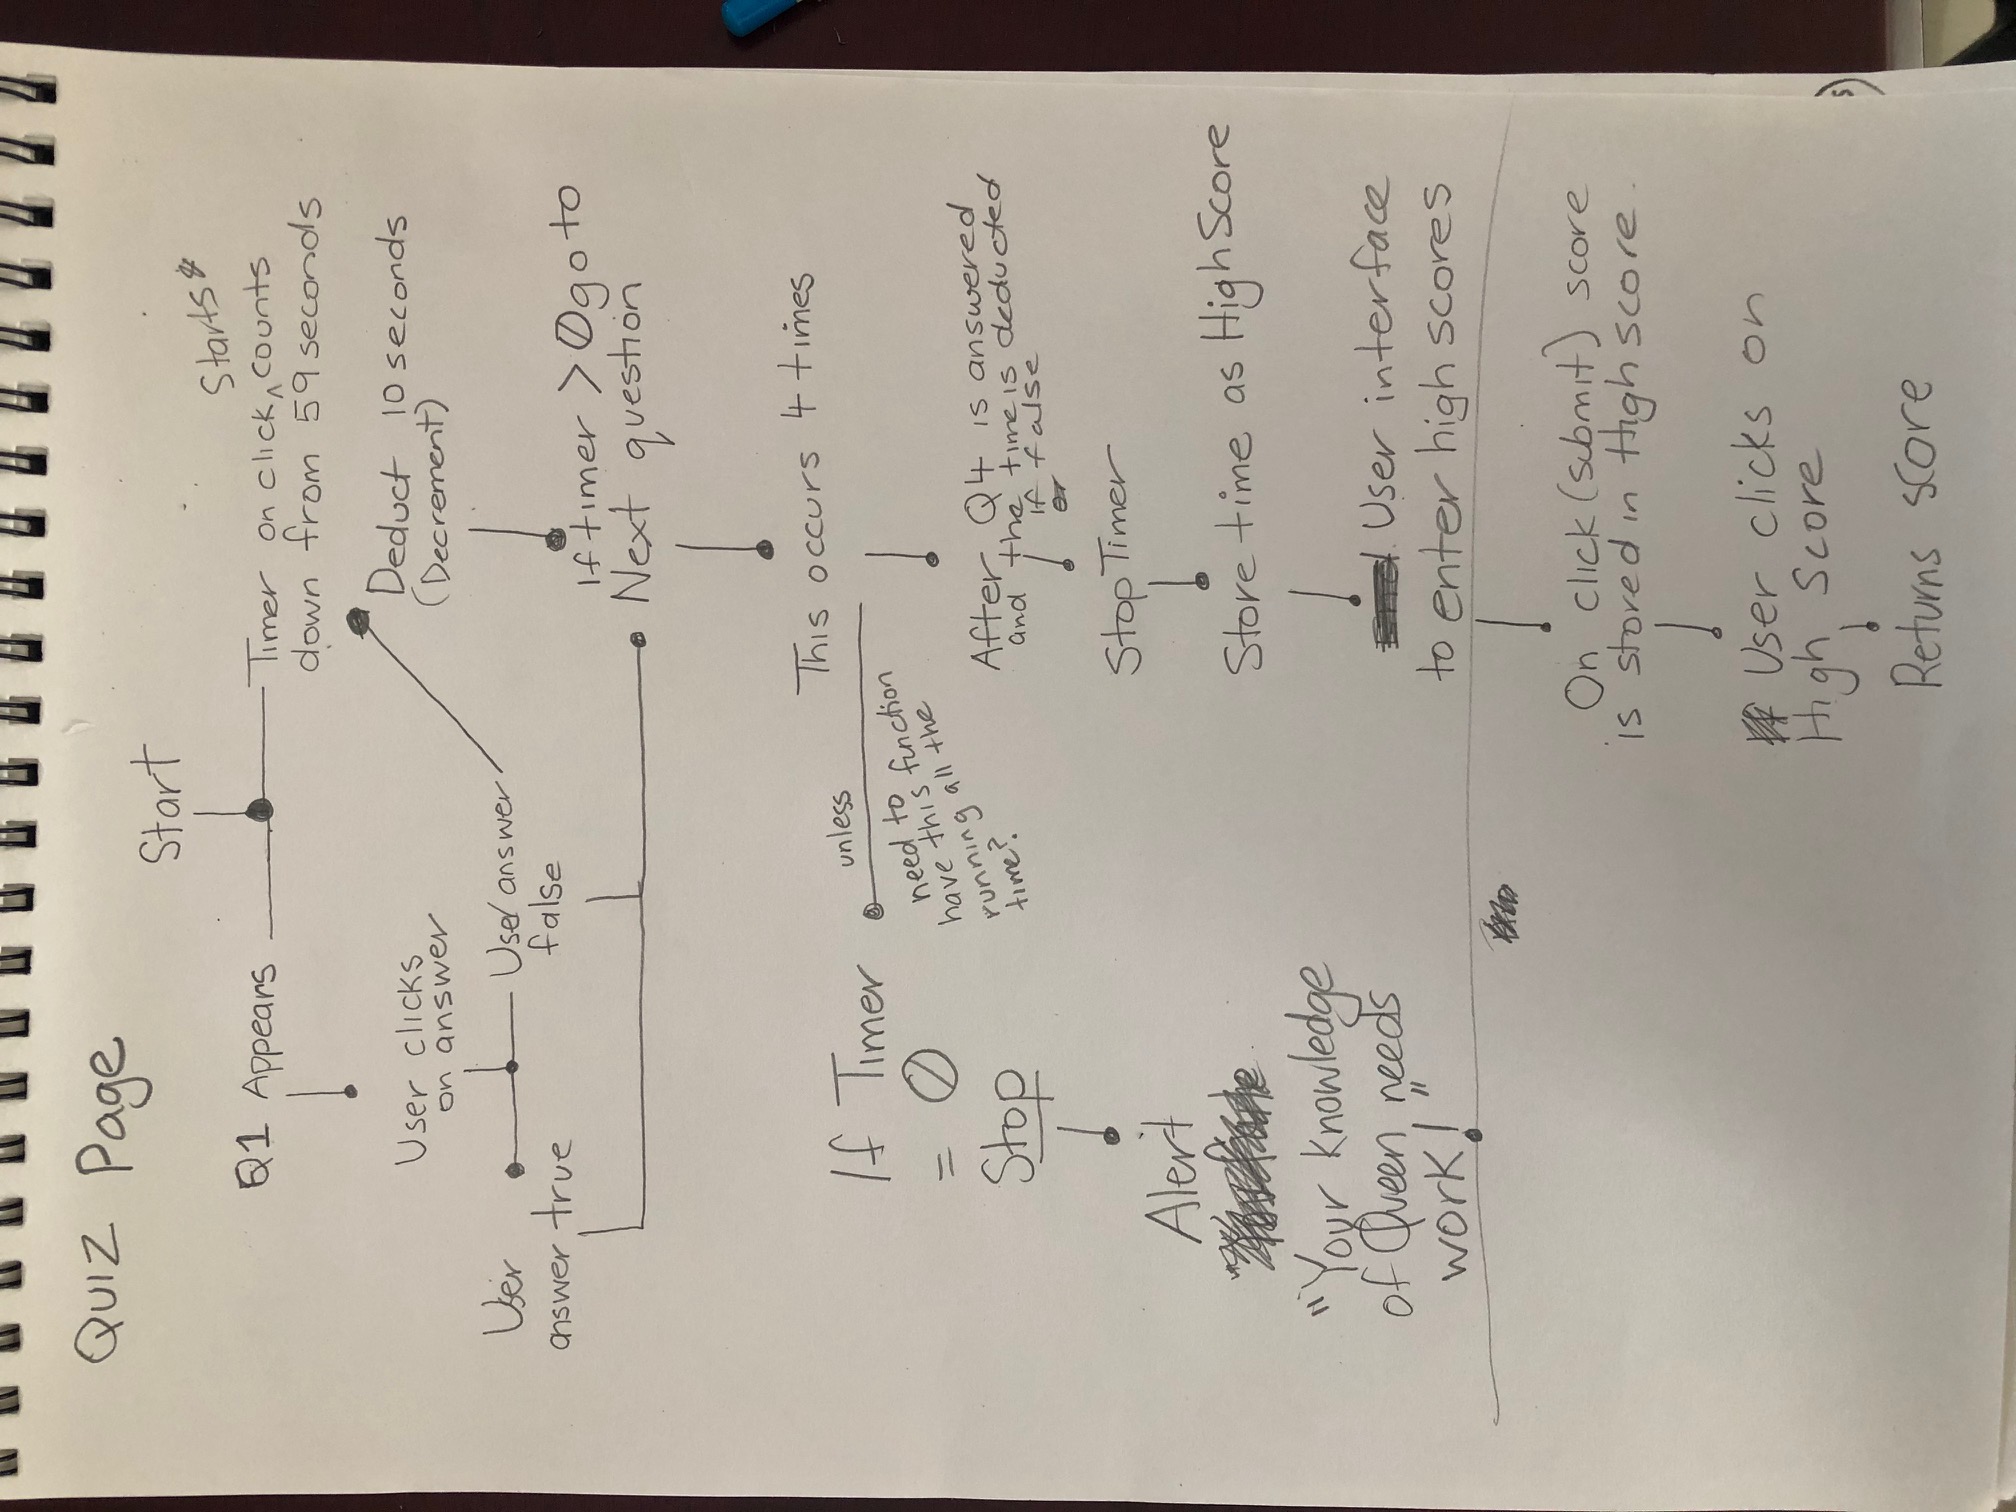 QUIZ Page
Start
Starts &
Q1 Appears
Timer on click ^ counts
down from 59 seconds
Deduct 10 seconds
(Decrement)
User clicks
on answer
User
answer true
User answer
false
If timer > 0 go to
Next question
This occurs 4 times
unless
If Timer
= 0
Stop
need to
have this function
running all the
time?
After Q4 is answered
and the time is deducted
if false
or
Stop Timer
Alert
Store time as HighScore
"Your knowledge
of Queen needs
work!"
End. User interface
to enter high scores
On click (submit) score
is stored in High score.
User clicks on
High Score
Returns score